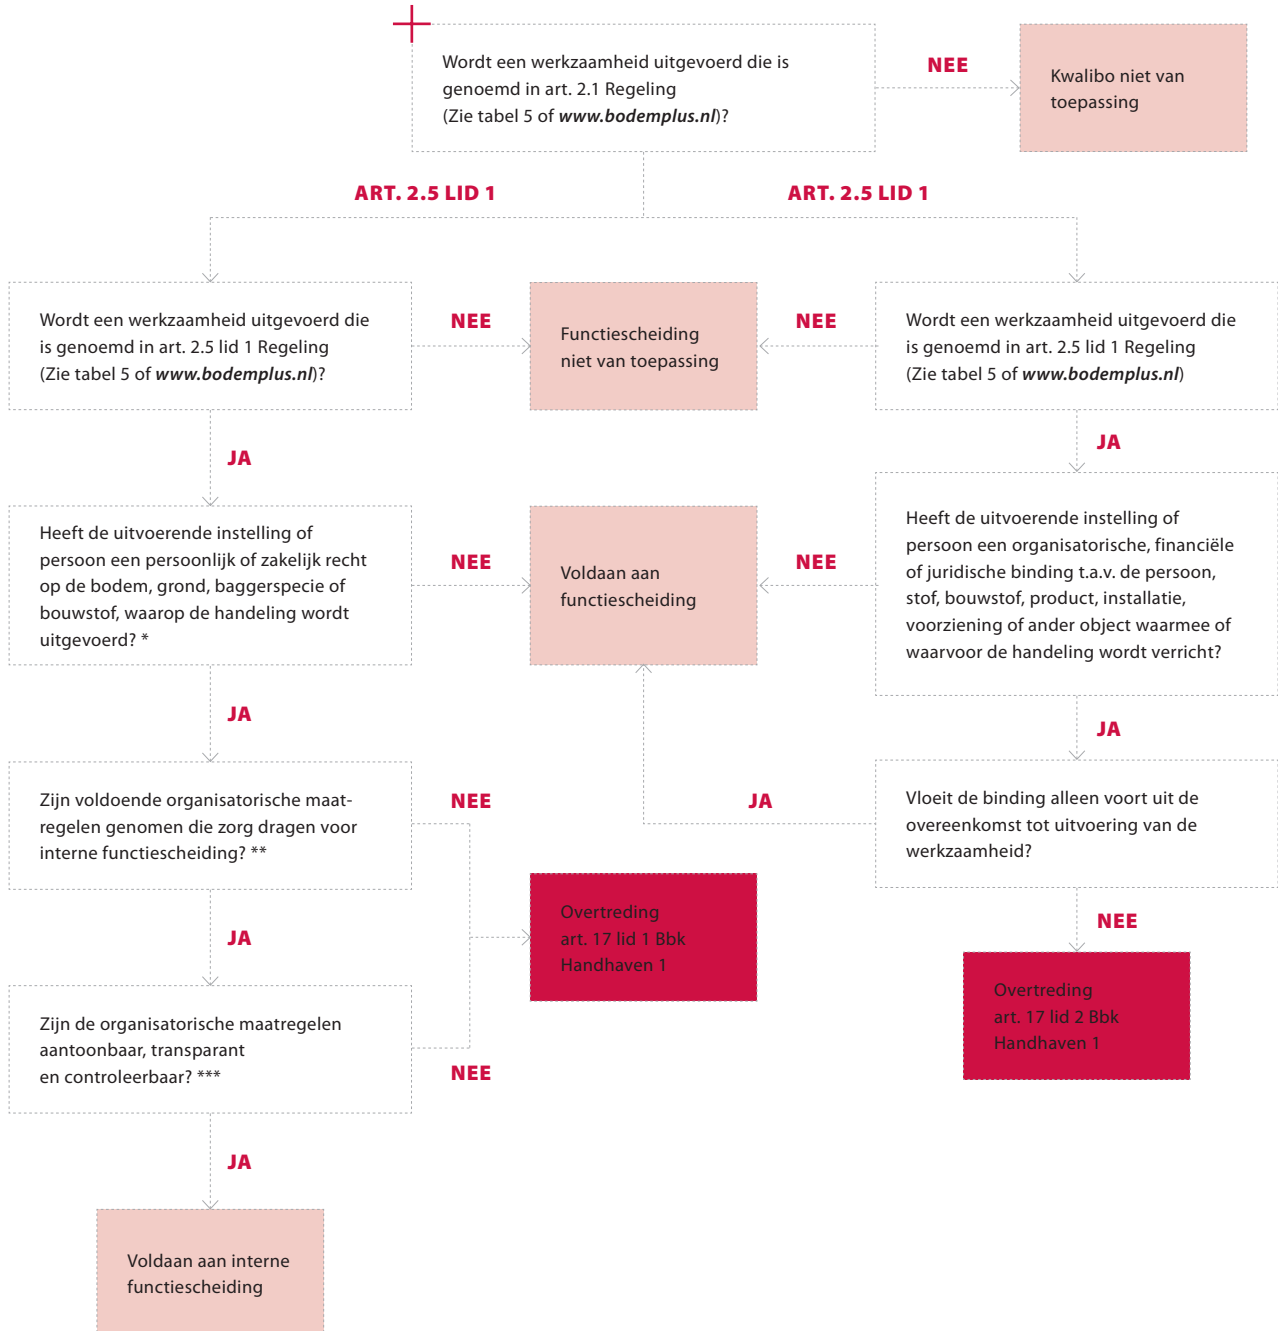 Wordt een werkzaamheid uitgevoerd die is
genoemd in art. 2.1 Regeling
(Zie tabel 5 of www.bodemplus.nl)?
NEE
Kwalibo niet van
toepassing
ART. 2.5 LID 1
ART. 2.5 LID 1
Wordt een werkzaamheid uitgevoerd die
is genoemd in art. 2.5 lid 1 Regeling
(Zie tabel 5 of www.bodemplus.nl)?
NEE
Functiescheiding
niet van toepassing
NEE
Wordt een werkzaamheid uitgevoerd die
is genoemd in art. 2.5 lid 1 Regeling
(Zie tabel 5 of www.bodemplus.nl)
JA
JA
Heeft de uitvoerende instelling of
persoon een persoonlijk of zakelijk recht
op de bodem, grond, baggerspecie of
bouwstof, waarop de handeling wordt
uitgevoerd? *
NEE
Voldaan aan
functiescheiding
NEE
Heeft de uitvoerende instelling of
persoon een organisatorische, financiële
of juridische binding t.a.v. de persoon,
stof, bouwstof, product, installatie,
voorziening of ander object waarmee of
waarvoor de handeling wordt verricht?
JA
JA
Zijn voldoende organisatorische maat-
regelen genomen die zorg dragen voor
interne functiescheiding? **
NEE
JA
Vloeit de binding alleen voort uit de
overeenkomst tot uitvoering van de
werkzaamheid?
JA
Overtreding
art. 17 lid 1 Bbk
Handhaven 1
NEE
Overtreding
art. 17 lid 2 Bbk
Handhaven 1
Zijn de organisatorische maatregelen
aantoonbaar, transparant
en controleerbaar? ***
NEE
JA
Voldaan aan interne
functiescheiding